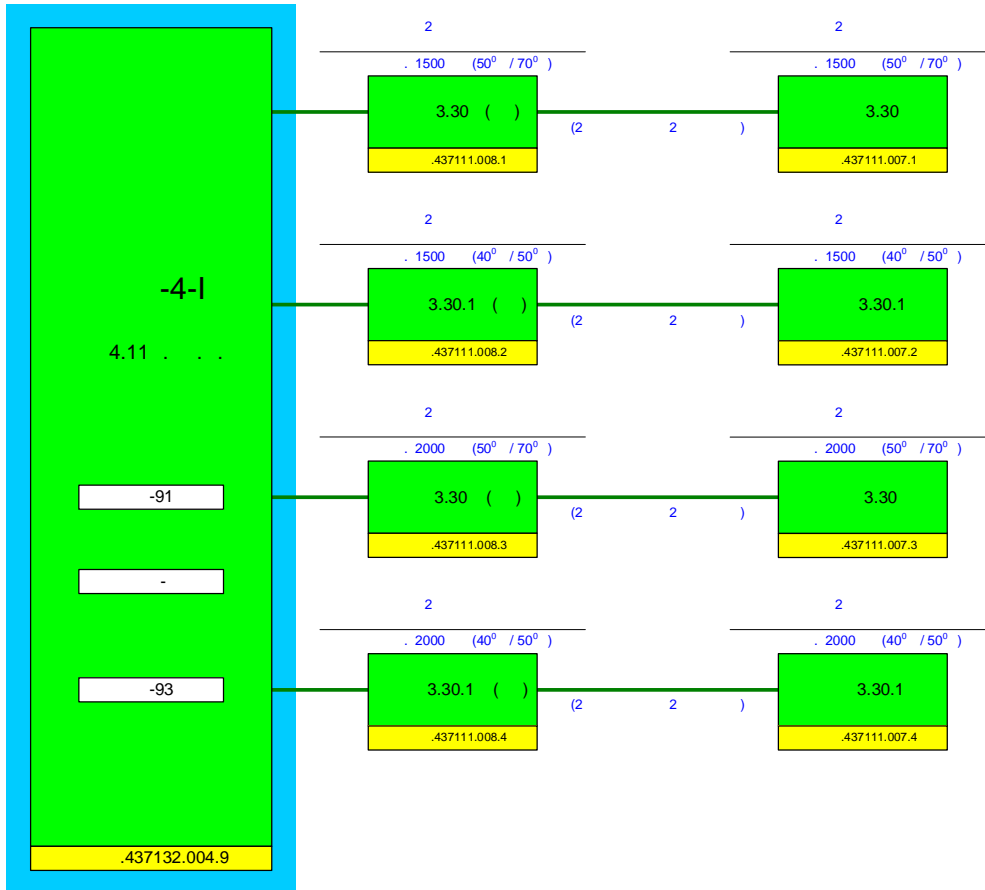 -4-I
4.11 . . .
-91
-
-93
.437132.004.9
2
. 1500 (50⁰ / 70⁰ )
3.30 ( )
.437111.008.1
(2 2 )
2
. 1500 (50⁰ / 70⁰ )
3.30
.437111.007.1
2
. 1500 (40⁰ / 50⁰ )
3.30.1 ( )
.437111.008.2
(2 2 )
2
. 1500 (40⁰ / 50⁰ )
3.30.1
.437111.007.2
2
. 2000 (50⁰ / 70⁰ )
3.30 ( )
.437111.008.3
(2 2 )
2
. 2000 (50⁰ / 70⁰ )
3.30
.437111.007.3
2
. 2000 (40⁰ / 50⁰ )
3.30.1 ( )
.437111.008.4
(2 2 )
2
. 2000 (40⁰ / 50⁰ )
3.30.1
.437111.007.4